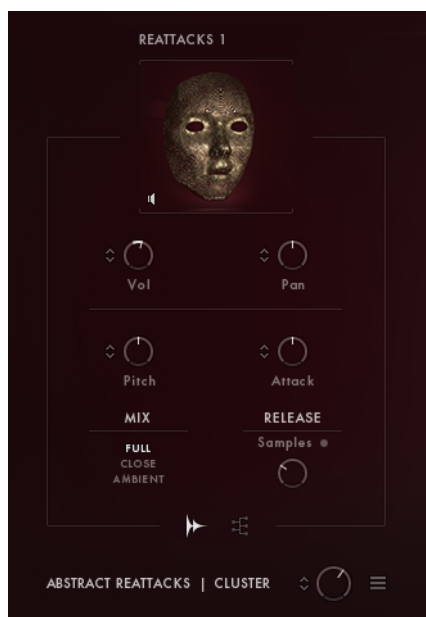 REATTACKS 1
Vol
Pan
Pitch
Attack
MIX
FULL
CLOSE
AMBIENT
RELEASE
Samples
ABSTRACT REATTACKS | CLUSTER